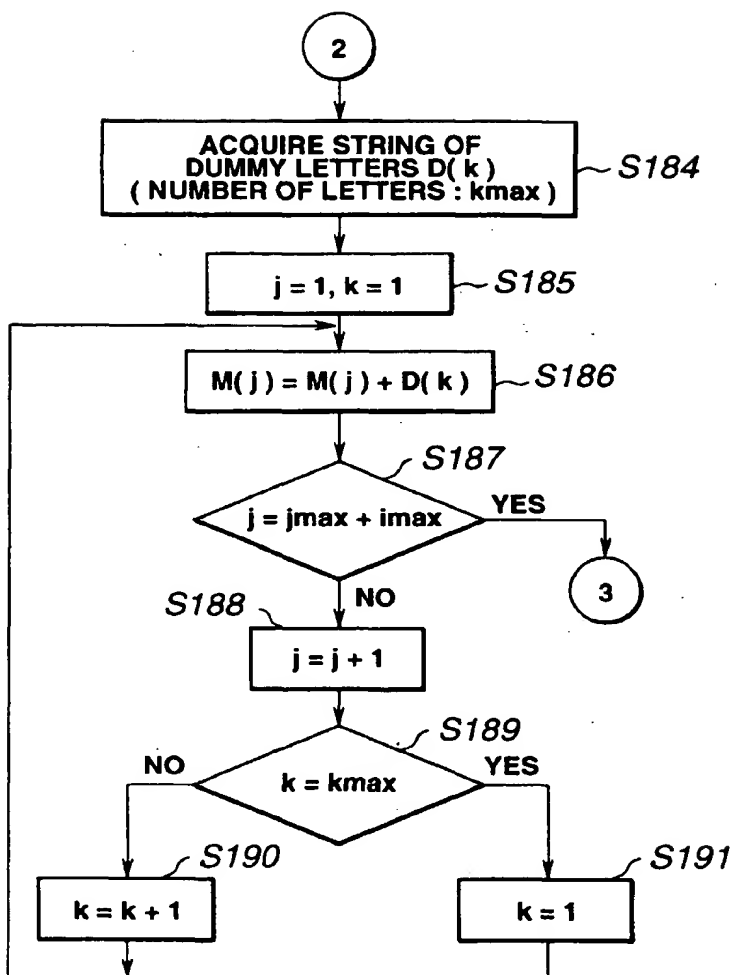 2
ACQUIRE STRING OF
DUMMY LETTERS D( k )
( NUMBER OF LETTERS : kmax )
S184
j = 1, k = 1
S185
M( j ) = M( j ) + D( k )
S186
S187
j = jmax + imax
YES
3
NO
S188
j = j + 1
S189
NO
k = kmax
YES
S190
k = k + 1
S191
k = 1